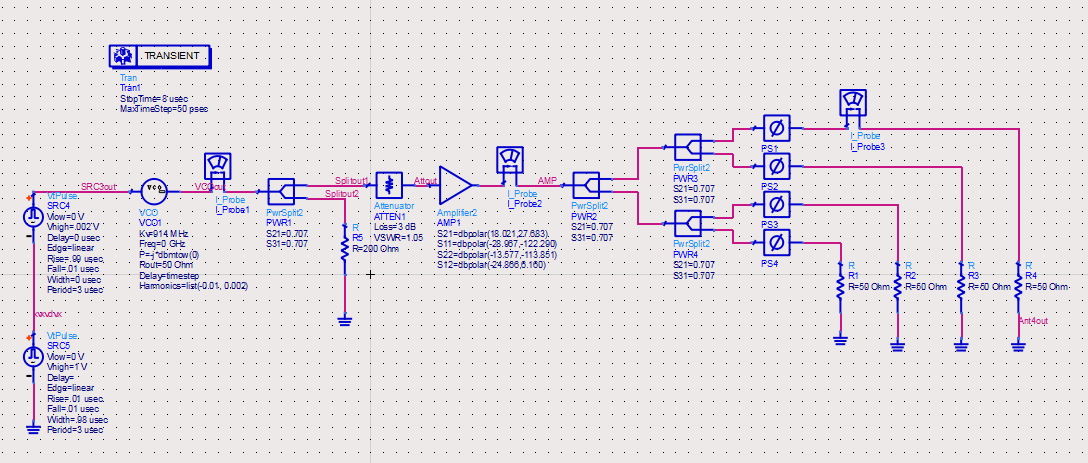 TRANSIENT
Tran
Tran1
StopTime=8 usec
MaxTimeStep=50 psec
SRC3out
VtPulse
SRC4
Vlow=0 V
Vhigh=.002 V
Delay=0 usec
Edge=linear
Rise=.99 usec
Fall=.01 usec
Width=0 usec
Period=3 usec
VtPulse
SRC5
Vlow=0 V
Vhigh=1 V
Delay=
Edge=linear
Rise=.01 usec
Fall=.01 usec
Width=.98 usec
Period=3 usec
vco
VCO
VCO1
Kv=914 MHz
Freq=0 GHz
P=-j*dbmtow(0)
Rout=50 Ohm
Delay=timestep
Harmonics=list(-0.01, 0.002)
I_Probe
I_Probe1
PwrSplit2
PWR1
S21=0.707
S31=0.707
Splitout1
Splitout2
R
R5
R=200 Ohm
Attenuator
ATTEN1
Loss=3 dB
VSWR=1.05
Attout
Amplifier2
AMP1
S21=dbpolar(18.021,27.683)
S11=dbpolar(-28.967,-122.290)
S22=dbpolar(-13.577,-113.851)
S12=dbpolar(-24.866,6.160)
I_Probe
I_Probe2
AMP
PwrSplit2
PWR2
S21=0.707
S31=0.707
PwrSplit2
PWR3
S21=0.707
S31=0.707
PwrSplit2
PWR4
S21=0.707
S31=0.707
PS1
PS2
PS3
PS4
I_Probe
I_Probe3
R
R1
R=50 Ohm
R
R2
R=50 Ohm
R
R3
R=50 Ohm
R
R4
R=50 Ohm
Ant4out